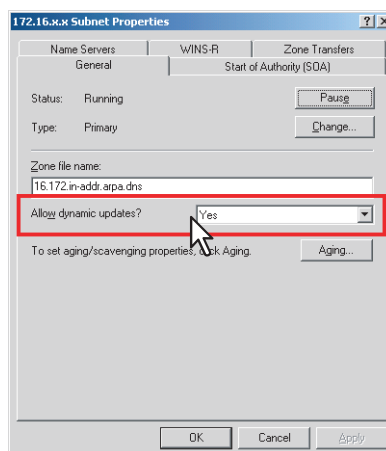 172.16.x.x Subnet Properties
Name Servers WINS-R Zone Transfers
General Start of Authority (SOA)
Status: Running Pause
Type: Primary Change...
Zone file name:
16.172.in-addr.arpa.dns
Allow dynamic updates? Yes
To set aging/scavenging properties, click Aging. Aging...
OK Cancel Apply